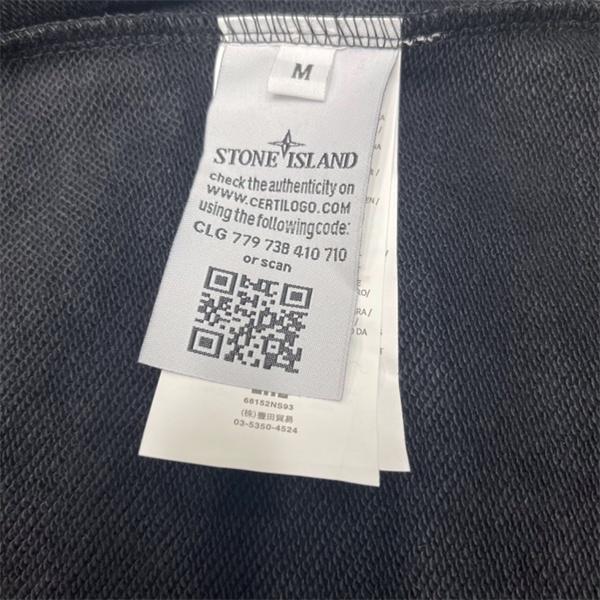 M
STONE ISLAND
check the authenticity on
WWW.CERTILOGO.COM
using the following code:
CLG 779 738 410 710
or scan
68152NS93
(株)豊田貿易
03-5350-4524